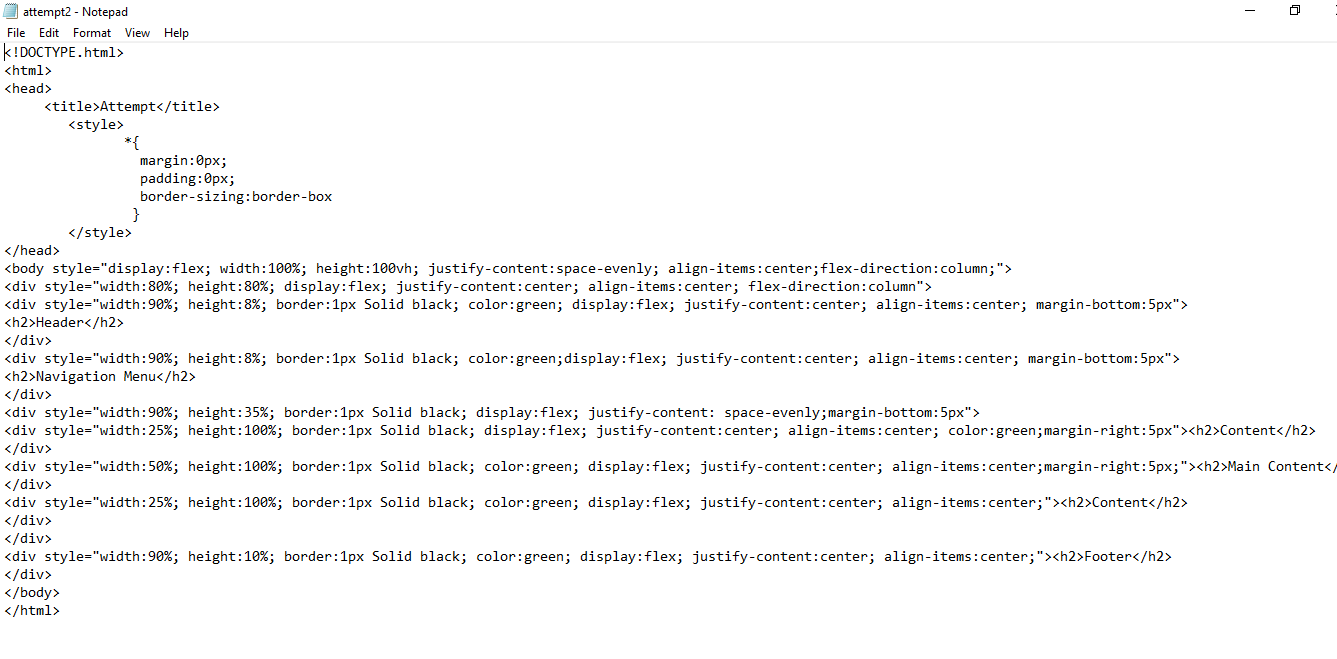 attempt2 - Notepad
File Edit Format View Help
<!DOCTYPE.html>
<html>
<head>
     <title>Attempt</title>
        <style>
               *{
                 margin:0px;
                 padding:0px;
                 border-sizing:border-box
                }
        </style>
</head>
<body style="display:flex; width:100%; height:100vh; justify-content:space-evenly; align-items:center;flex-direction:column;">
<div style="width:80%; height:80%; display:flex; justify-content:center; align-items:center; flex-direction:column">
<div style="width:90%; height:8%; border:1px Solid black; color:green; display:flex; justify-content:center; align-items:center; margin-bottom:5px">
<h2>Header</h2>
</div>
<div style="width:90%; height:8%; border:1px Solid black; color:green;display:flex; justify-content:center; align-items:center; margin-bottom:5px">
<h2>Navigation Menu</h2>
</div>
<div style="width:90%; height:35%; border:1px Solid black; display:flex; justify-content: space-evenly;margin-bottom:5px">
<div style="width:25%; height:100%; border:1px Solid black; display:flex; justify-content:center; align-items:center; color:green;margin-right:5px"><h2>Content</h2>
</div>
<div style="width:50%; height:100%; border:1px Solid black; color:green; display:flex; justify-content:center; align-items:center;margin-right:5px;"><h2>Main Content</
</div>
<div style="width:25%; height:100%; border:1px Solid black; color:green; display:flex; justify-content:center; align-items:center;"><h2>Content</h2>
</div>
</div>
<div style="width:90%; height:10%; border:1px Solid black; color:green; display:flex; justify-content:center; align-items:center;"><h2>Footer</h2>
</div>
</body>
</html>